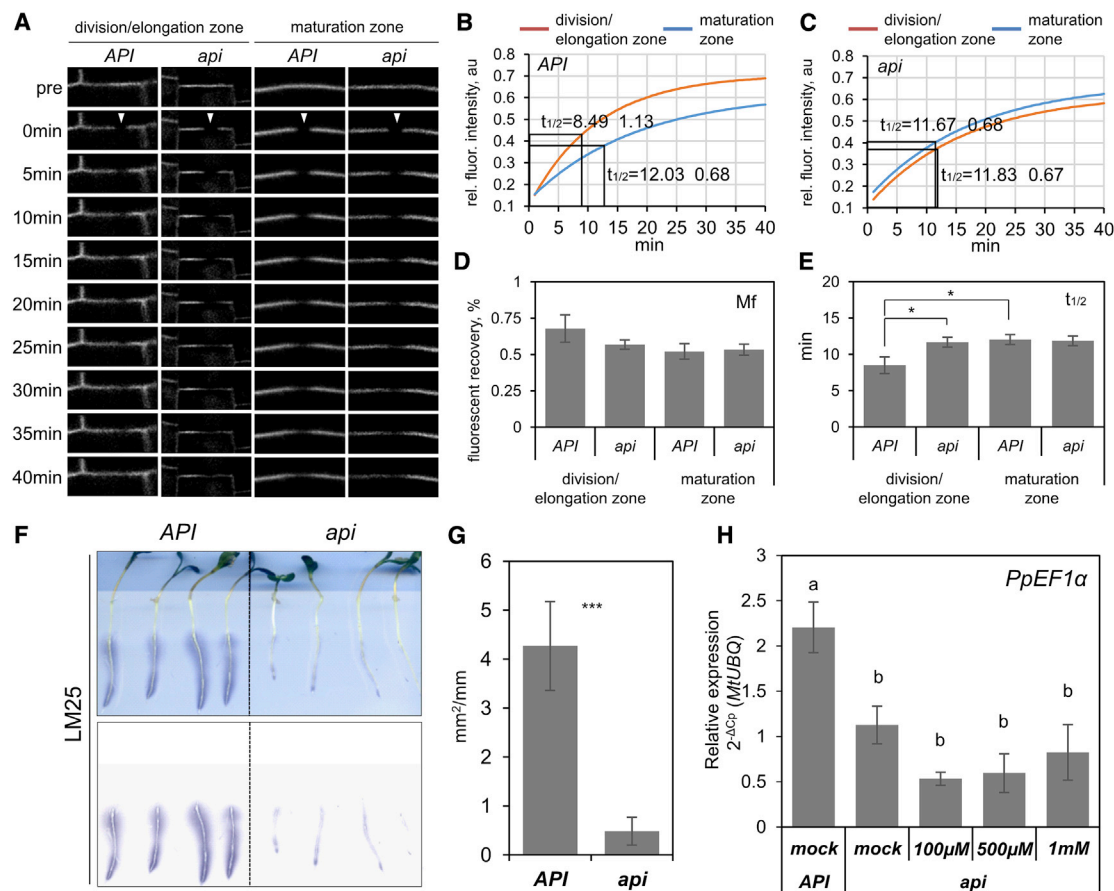 A
division/elongation zone
maturation zone
API
api
API
api
pre
0min
5min
10min
15min
20min
25min
30min
35min
40min
B
division/
elongation zone
maturation
zone
API
rel. fluor. intensity, au
0.8
0.7
0.6
0.5
0.4
0.3
0.2
0.1
t1/2=8.49 1.13
t1/2=12.03 0.68
0 5 10 15 20 25 30 35 40
min
C
division/
elongation zone
maturation
zone
api
rel. fluor. intensity, au
0.8
0.7
0.6
0.5
0.4
0.3
0.2
0.1
t1/2=11.67 0.68
t1/2=11.83 0.67
0 5 10 15 20 25 30 35 40
min
D
Mf
fluorescent recovery, %
1
0.75
0.5
0.25
0
API api API api
division/
elongation zone
maturation
zone
E
t1/2
min
20
15
10
5
0
*
*
API api API api
division/
elongation zone
maturation
zone
F
API
api
LM25
G
mm2/mm
6
5
4
3
2
1
0
***
API api
H
PpEF1α
Relative expression
2-ΔCp (MtUBQ)
3
2.5
2
1.5
1
0.5
0
a
b
b
b
b
mock mock 100µM 500µM 1mM
API api